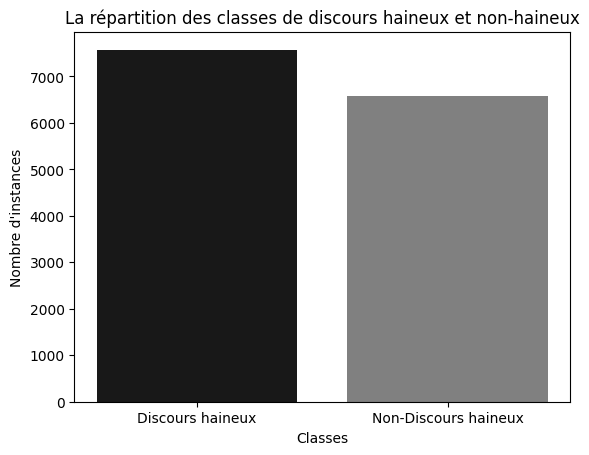 La répartition des classes de discours haineux et non-haineux
7000
6000
5000
4000
3000
2000
1000
0
Nombre d'instances
Discours haineux
Non-Discours haineux
Classes